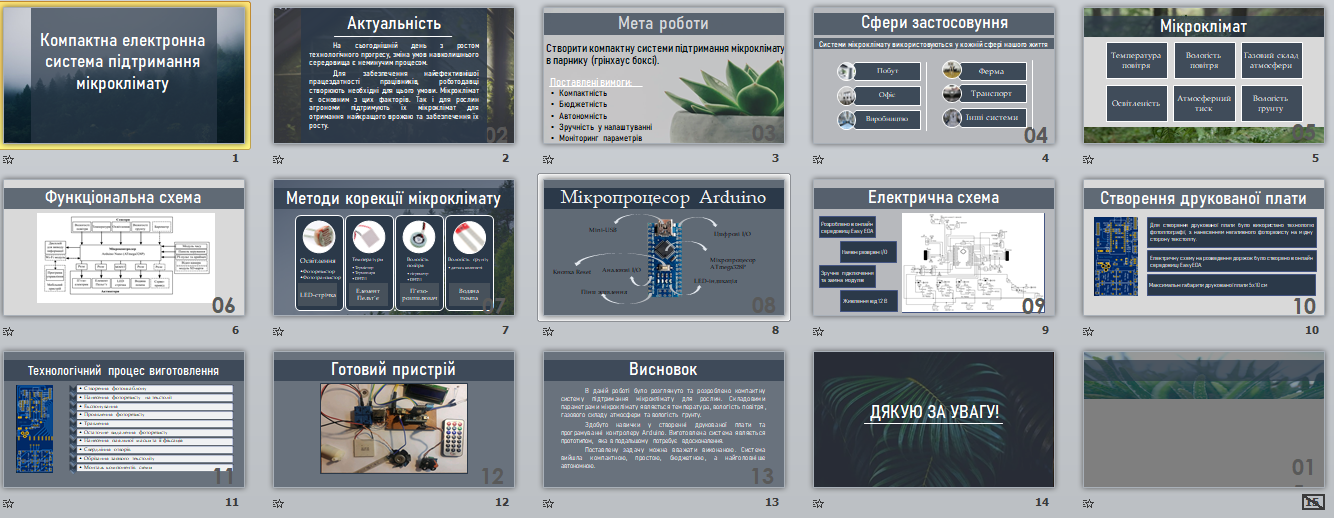 Компактна електронна
система підтримання
мікроклімату
1
Актуальність
На сьогоднішній день з ростом
технологічного прогресу, зміна умов навколишнього
середовища є неминучим процесом.
Для забезпечення найефективнішої
працездатності працівників, роботодавці
створюють необхідні для цього умови. Мікроклімат
є основним з цих факторів. Так і для рослин
агрономи підтримують їх мікроклімат для
отримання найкращого врожаю та забезпечення їх
росту.
02
2
Мета роботи
Створити компактну системи підтримання мікроклімату
в парнику (грінхаус боксі).
Поставлені вимоги:
• Компактність
• Бюджетність
• Автономність
• Зручність у налаштуванні
• Моніторинг параметрів
03
3
Сфери застосовування
Системи мікроклімату використовуються у кожній сфері нашого життя
Побут
Ферма
Офіс
Транспорт
Виробництво
Інші системи
04
4
Мікроклімат
Температура
повітря
Вологість
повітря
Газовий склад
атмосфери
Освітленість
Атмосферний
тиск
Вологість
ґрунту
05
5
Функціональна схема
06
6
Методи корекції мікроклімату
Освітлення
• Фоторезистор
• Фототранзистор
LED-стрічка
Температура
Елемент
Пельт'є
Вологість
повітря
П'єзо-
розпилювач
Вологість ґрунту
Водяна
помпа
07
7
Мікропроцесор Arduino
Mini-USB
Цифрові I/O
Кнопка Reset
Аналогові I/O
Мікропроцесор
ATmega328P
LED-індикація
Піни живлення
08
8
Електрична схема
Розроблено в онлайн
середовищі Easy EDA
Наявні резервні I/O
Зручне підключення
та заміна модулів
Живлення від 12 В
09
9
Створення друкованої плати
Для створення друкованої плати було використано технологію
фотолітографії, з нанесенням негативного фоторезисту на мідну
сторону текстоліту.
Електричну схему на розведення доріжок було створено в онлайн
середовищі EasyEDA
Максимальні габарити друкованої плати 5х10 см
10
10
Технологічний процес виготовлення
• Створення фотошаблону
• Нанесення фоторезисту на текстоліт
• Експонування
• Проявлення фоторезисту
• Травлення
• Остаточне видалення фоторезисту
• Нанесення паяльної маски та її фіксація
• Свердління отворів
• Обрізання зайвого текстоліту
• Монтаж компонентів схеми
11
11
Готовий пристрій
12
12
Висновок
В даній роботі було розглянуто та розроблено компактну
систему підтримання мікроклімату для рослин. Складовими
параметрами мікроклімату являється температура, вологість повітря,
газового складу атмосфери та вологість ґрунту.
Здобуто навички у створенні друкованої плати та
програмуванні контролеру Arduino. Виготовлена система являється
прототипом, яка в подальшому потребує вдосконалення.
Поставлену задачу можна вважати виконаною. Система
вийшла компактною, простою, бюджетною, а найголовніше
автономною.
13
13
ДЯКУЮ ЗА УВАГУ!
14
01
15